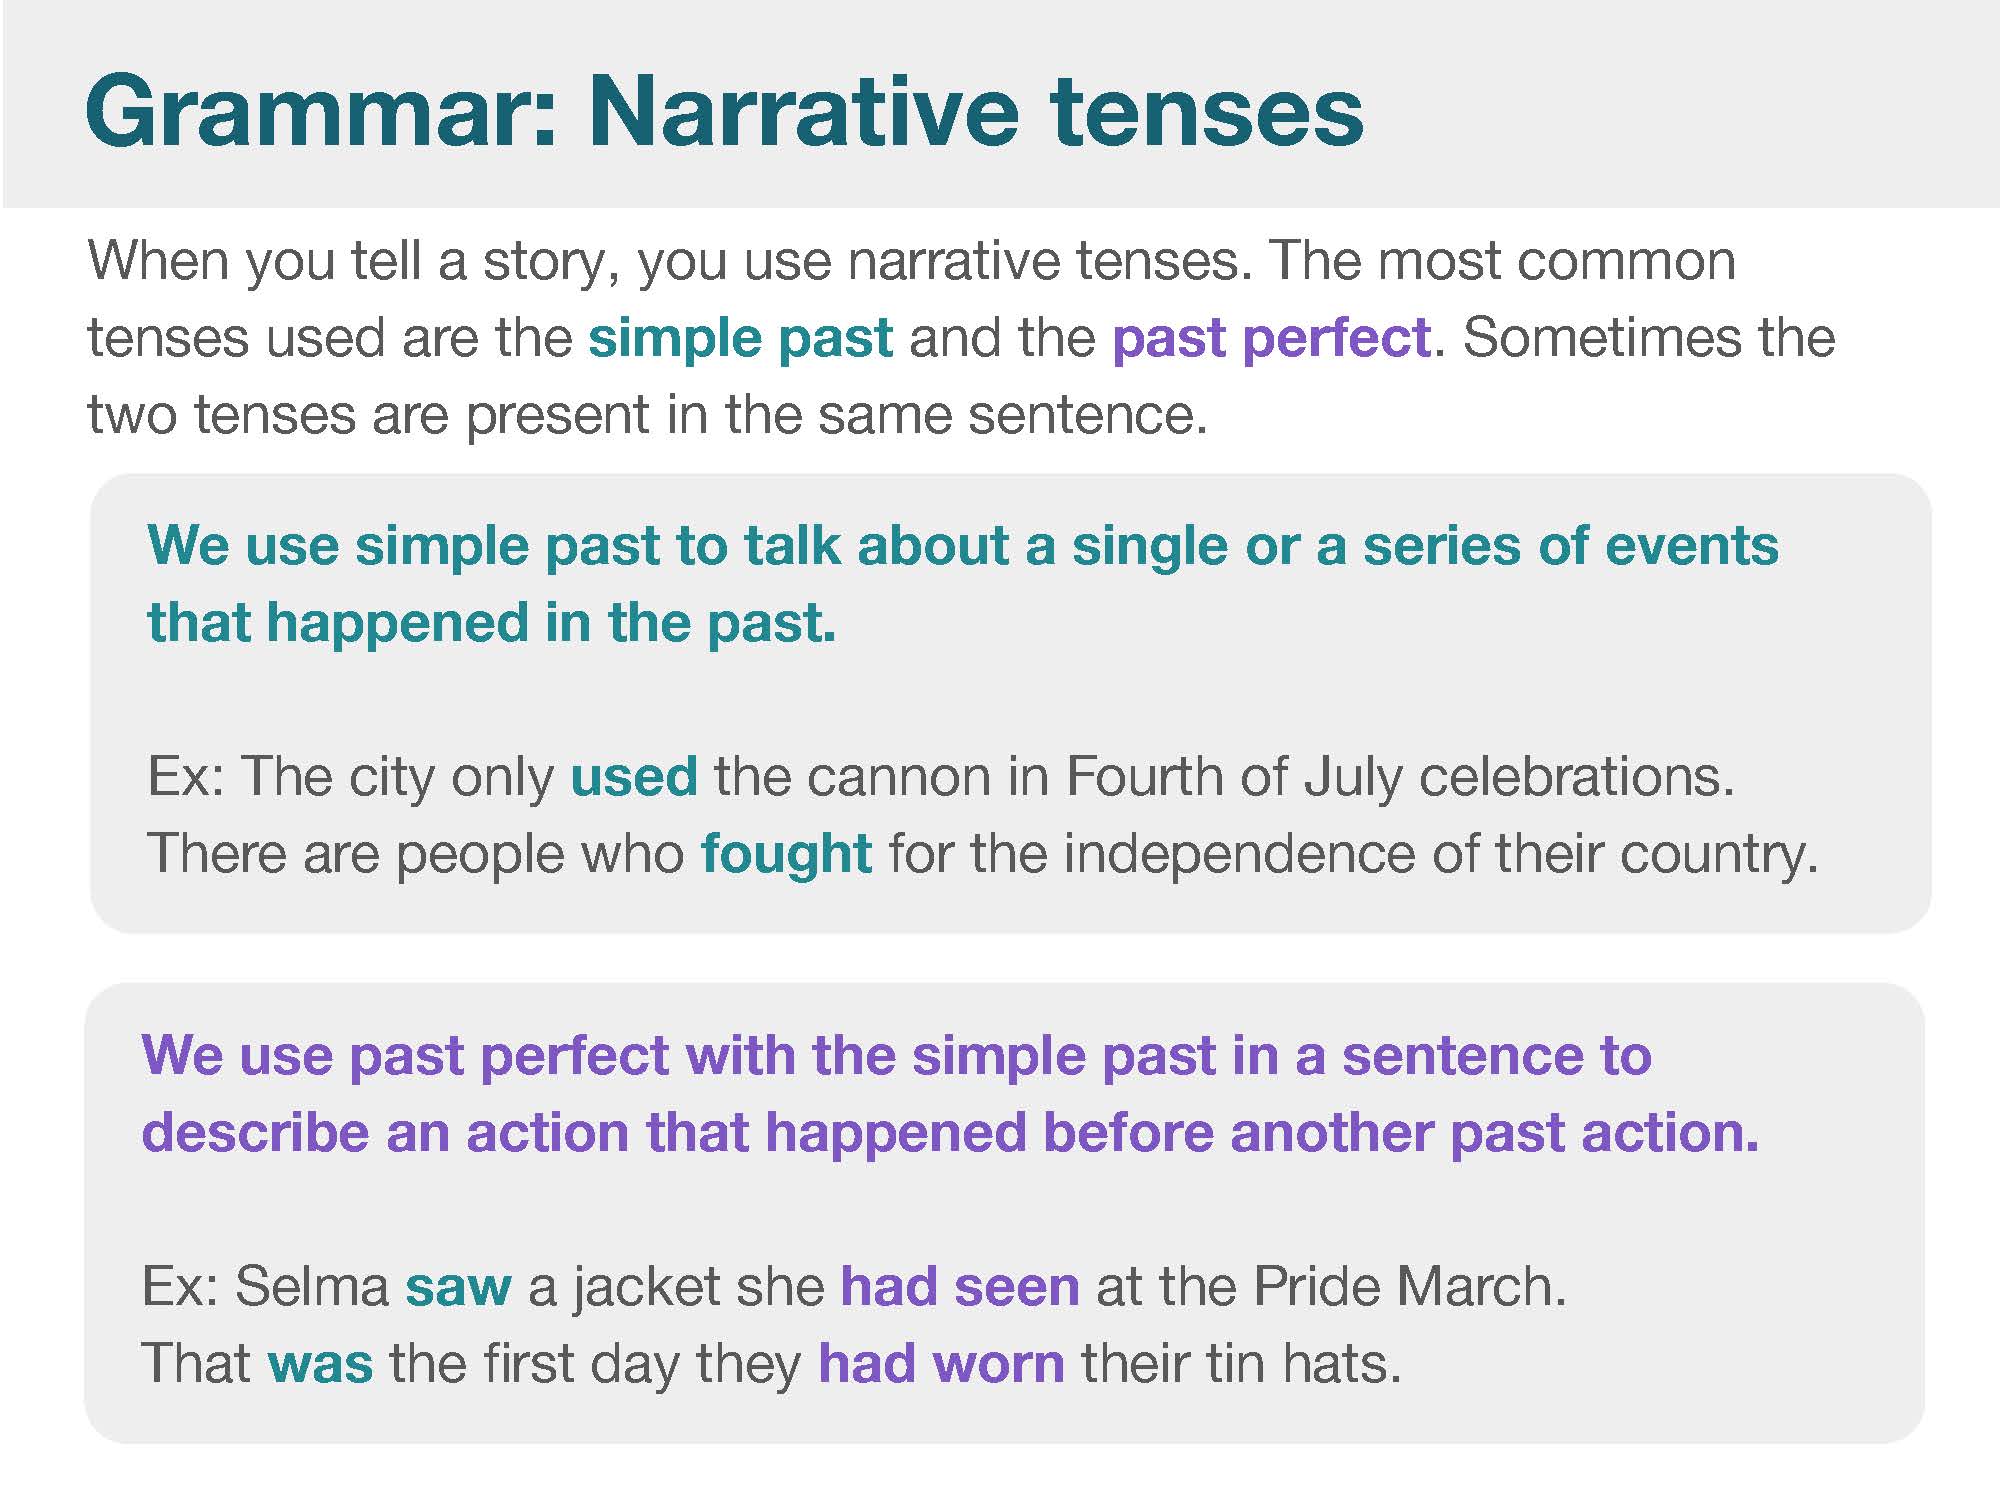 Grammar: Narrative tenses
When you tell a story, you use narrative tenses. The most common
tenses used are the simple past and the past perfect. Sometimes the
two tenses are present in the same sentence.
We use simple past to talk about a single or a series of events
that happened in the past.
Ex: The city only used the cannon in Fourth of July celebrations.
There are people who fought for the independence of their country.
We use past perfect with the simple past in a sentence to
describe an action that happened before another past action.
Ex: Selma saw a jacket she had seen at the Pride March.
That was the first day they had worn their tin hats.